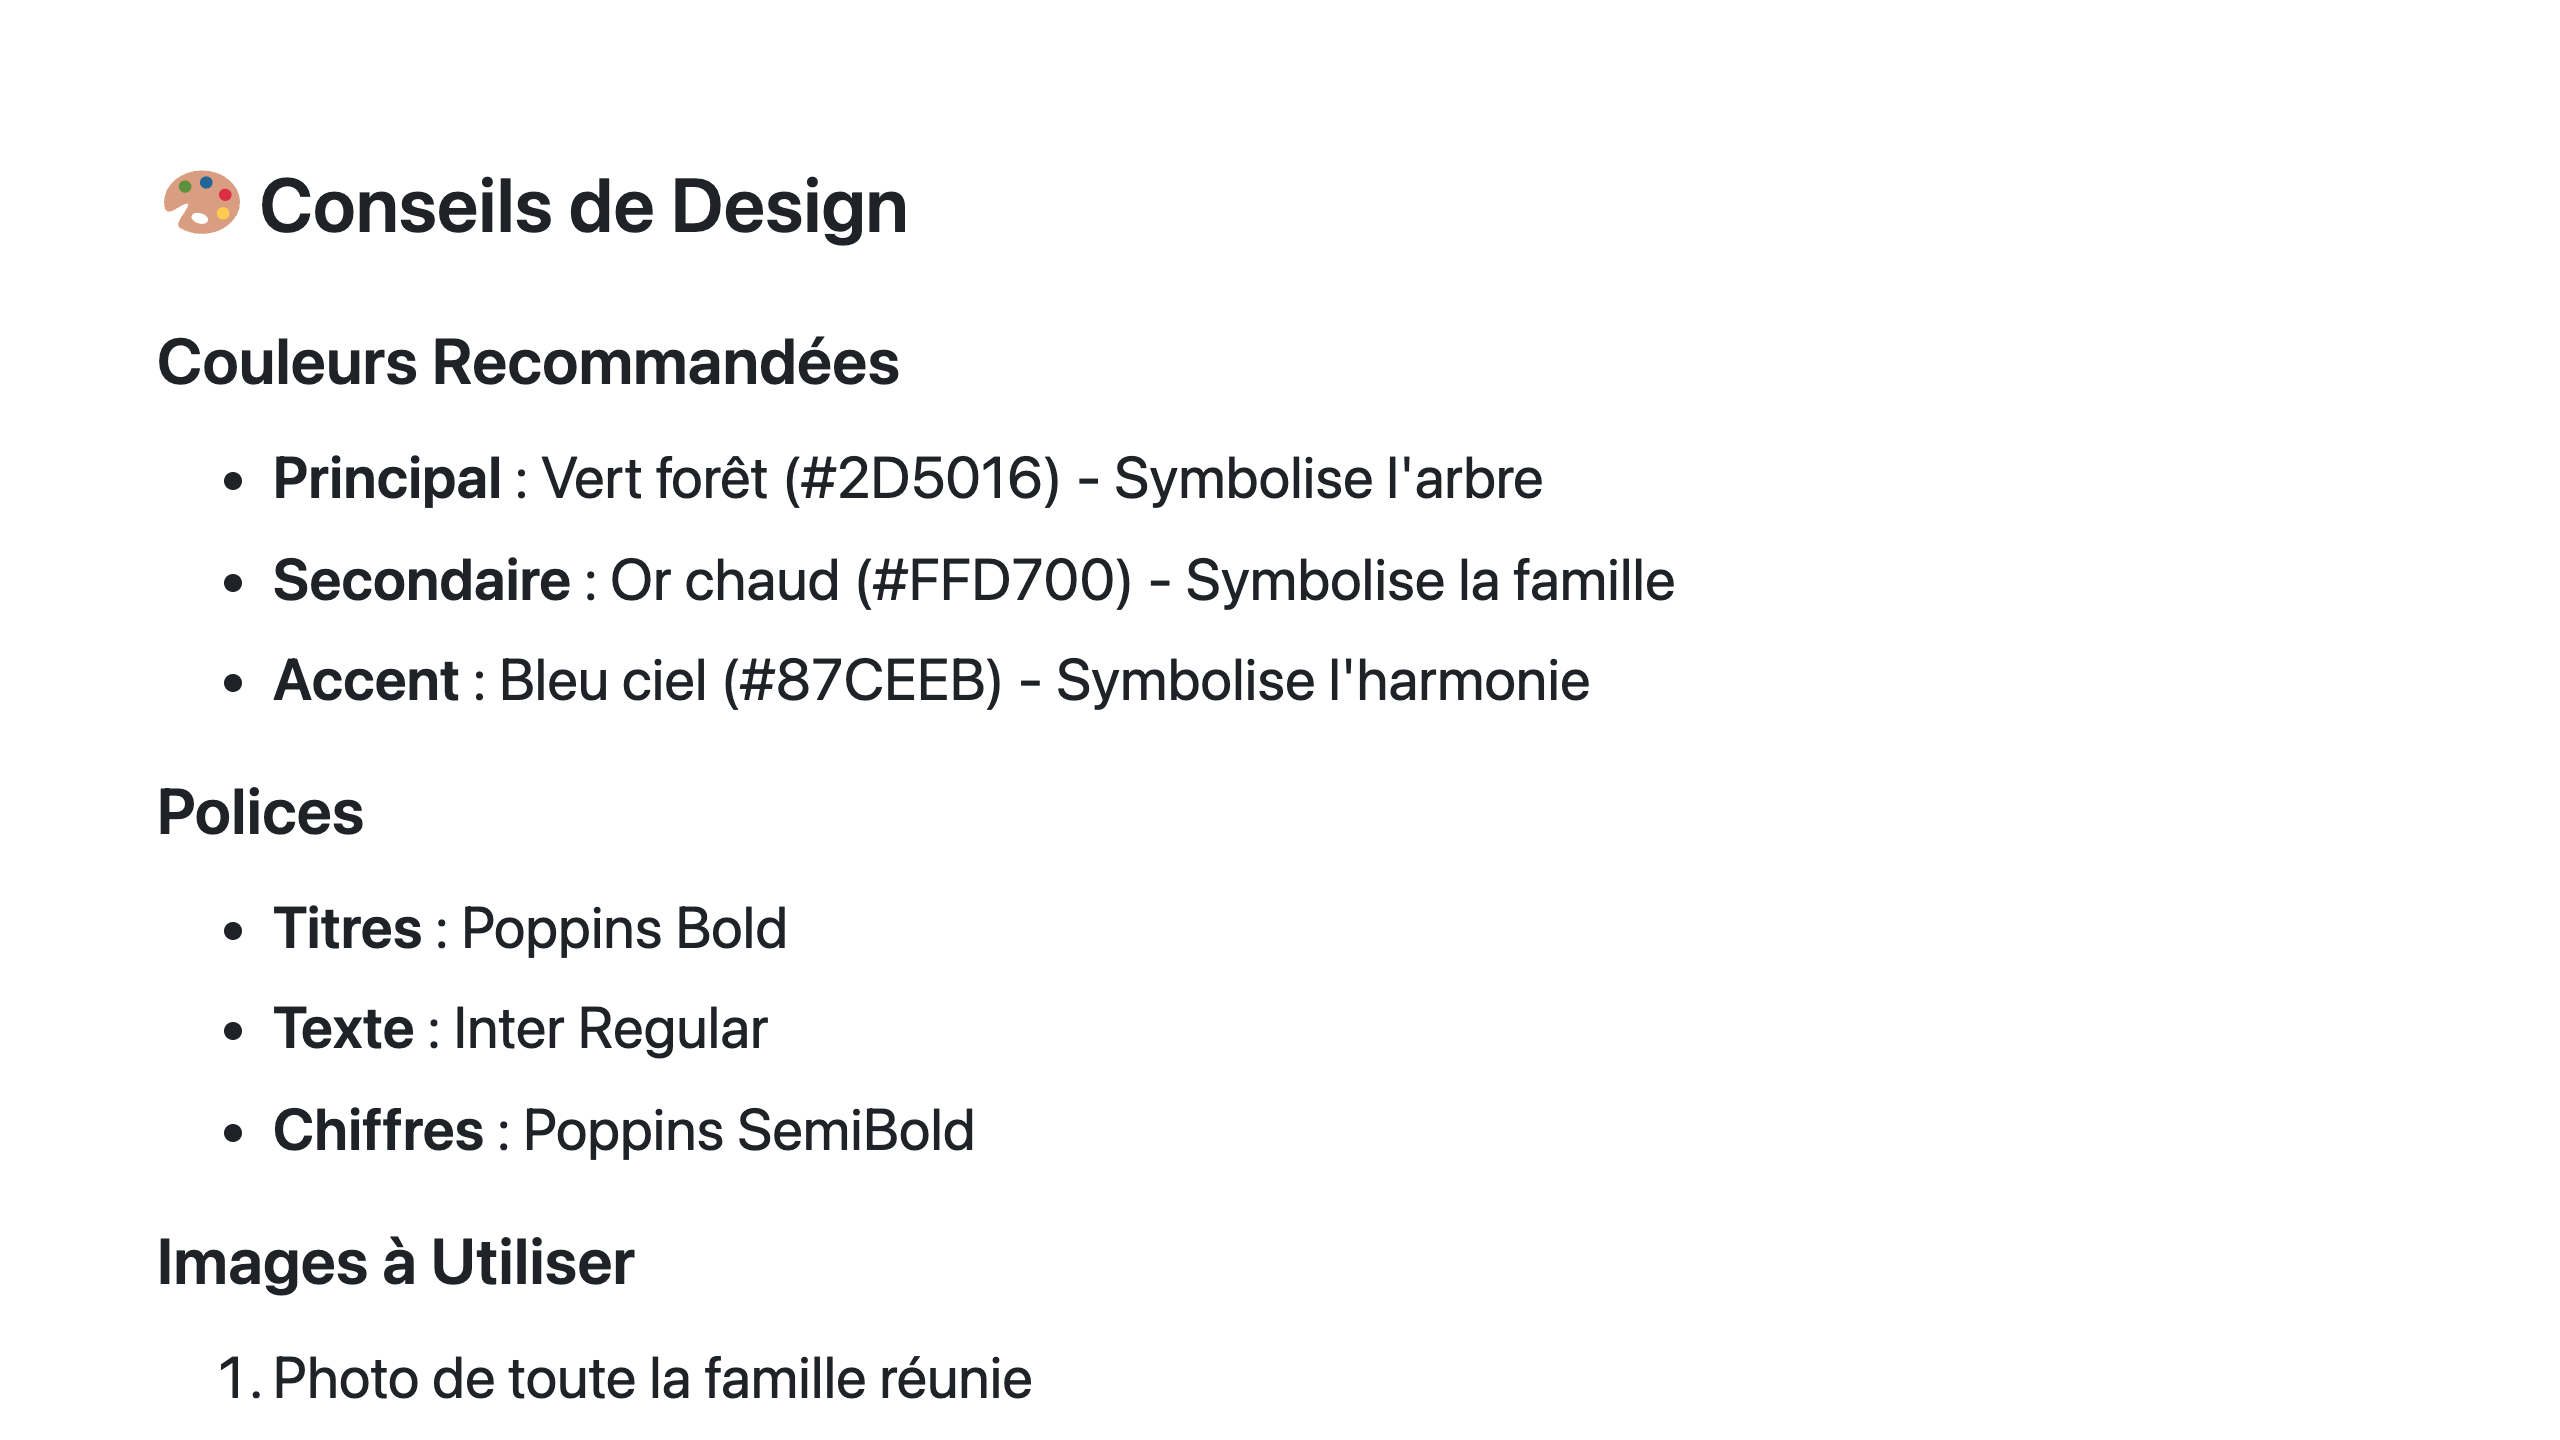 🎨 Conseils de Design
Couleurs Recommandées
• Principal : Vert forêt (#2D5016) - Symbolise l'arbre
• Secondaire : Or chaud (#FFD700) - Symbolise la famille
• Accent : Bleu ciel (#87CEEB) - Symbolise l'harmonie
Polices
• Titres : Poppins Bold
• Texte : Inter Regular
• Chiffres : Poppins SemiBold
Images à Utiliser
1. Photo de toute la famille réunie